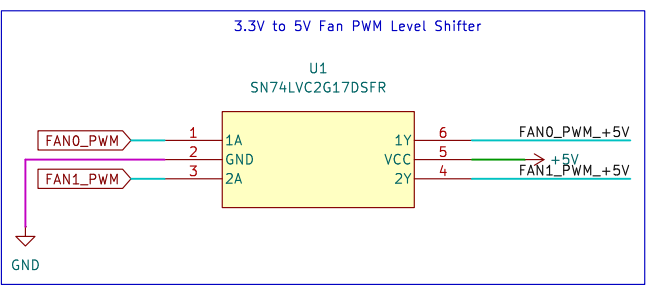 3.3V to 5V Fan PWM Level Shifter
U1
SN74LVC2G17DSFR
FAN0_PWM 1 1A 1Y 6 FAN0_PWM_+5V
2 GND VCC 5 +5V
FAN1_PWM 3 2A 2Y 4 FAN1_PWM_+5V
GND